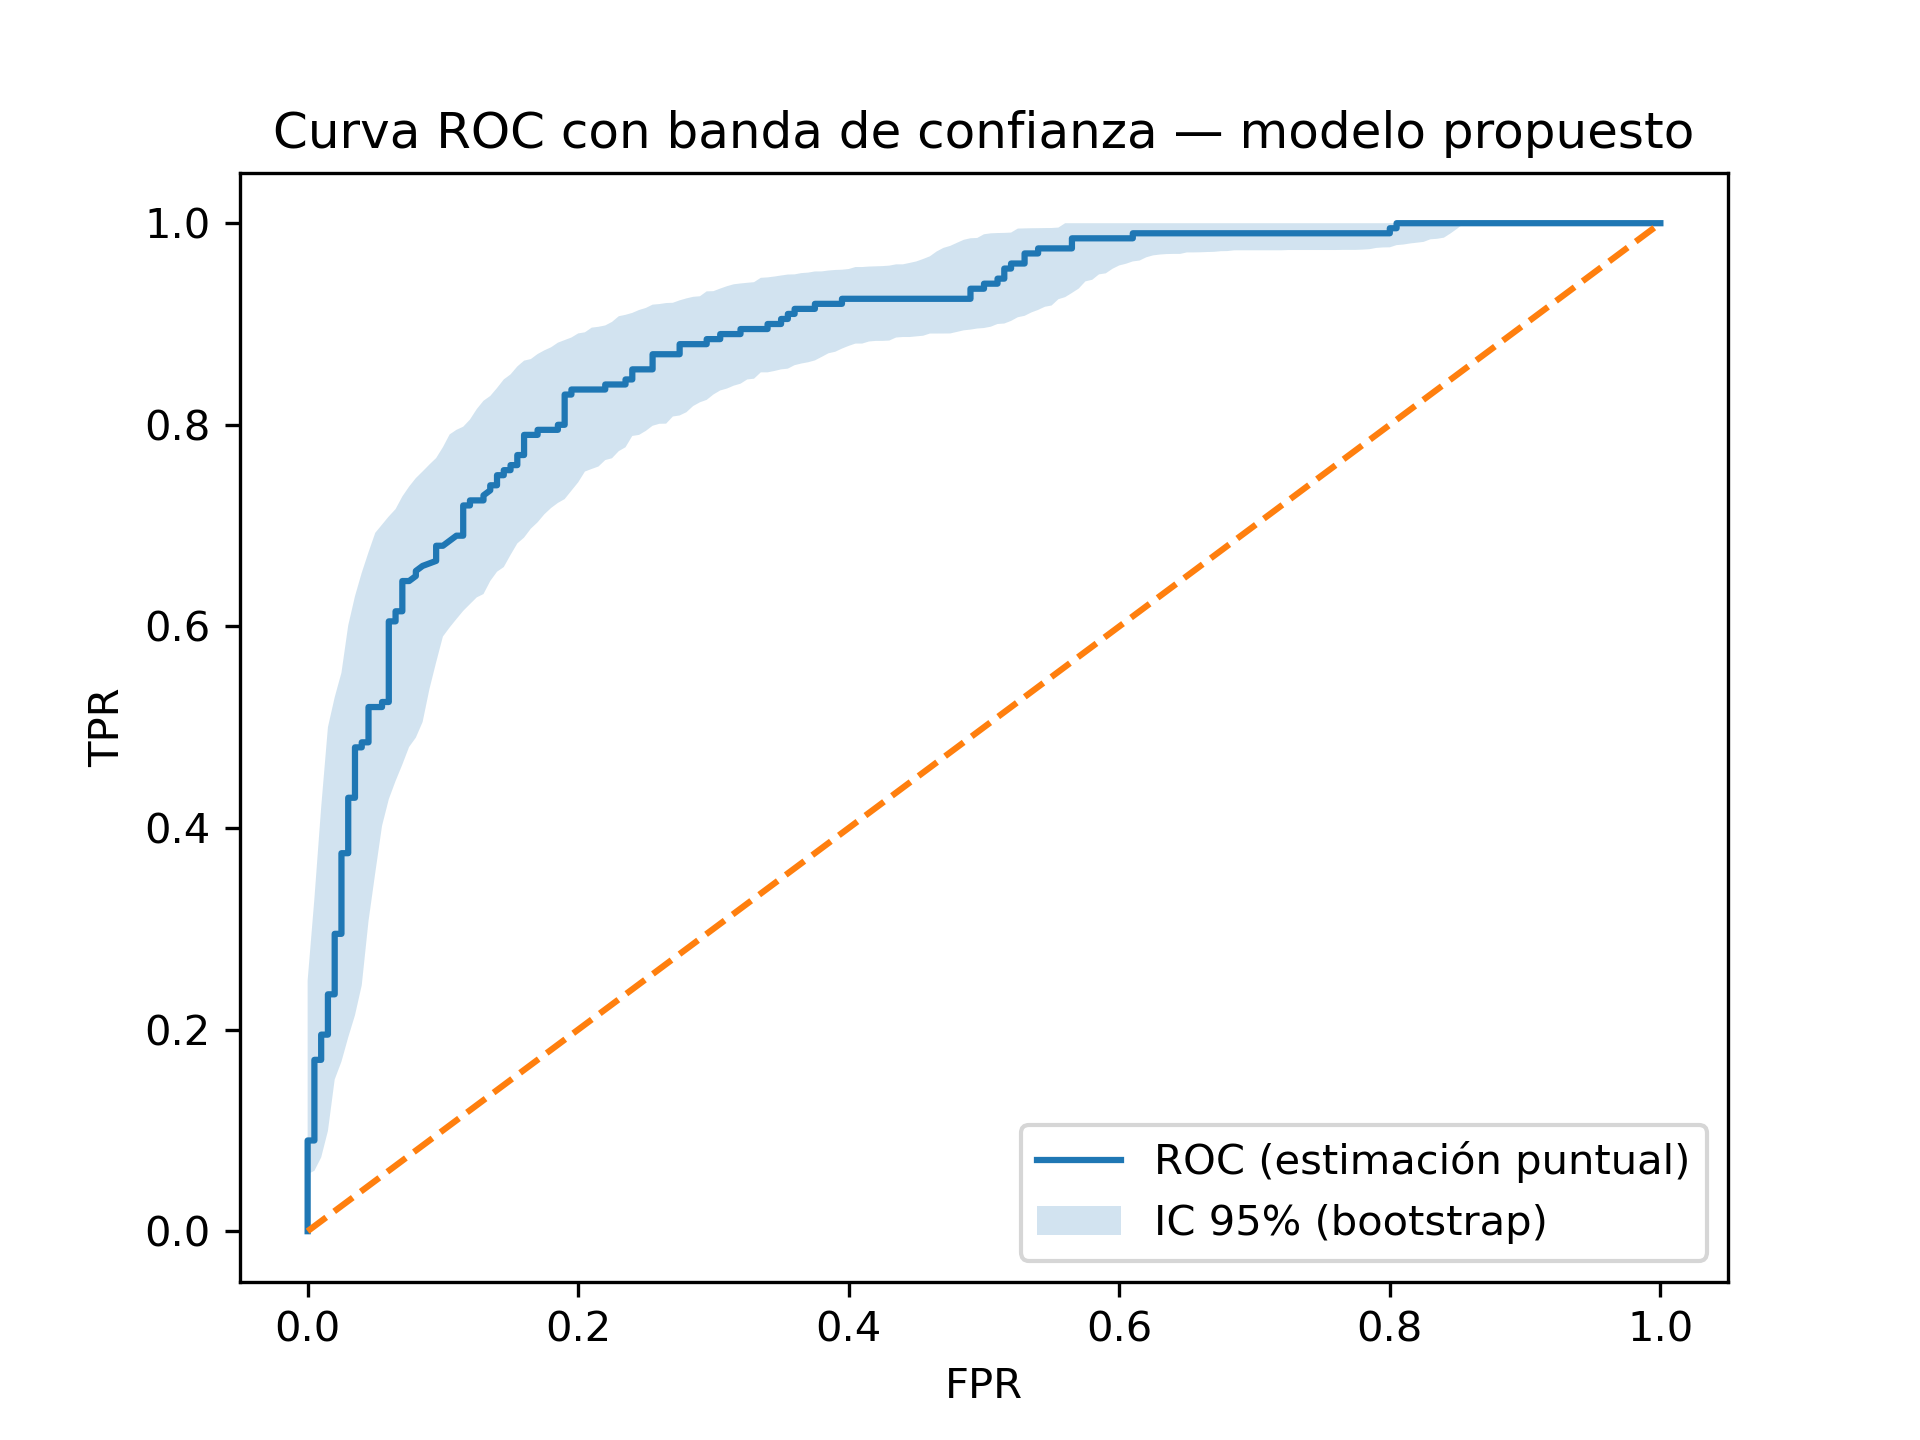 Curva ROC con banda de confianza — modelo propuesto
1.0
0.8
0.6
0.4
0.2
0.0
TPR
ROC (estimación puntual)
IC 95% (bootstrap)
0.0 0.2 0.4 0.6 0.8 1.0
FPR